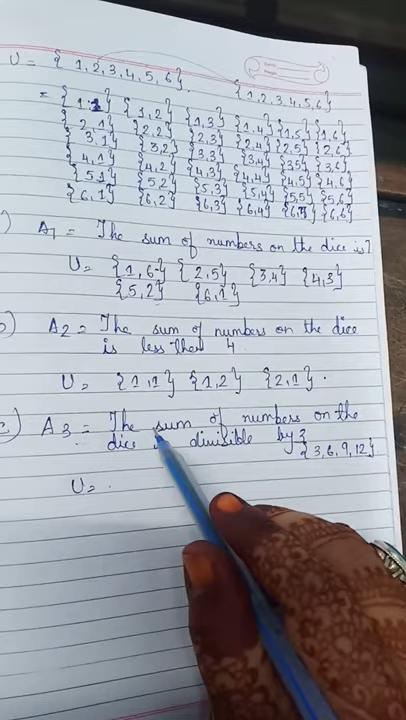 U = { 1,2,3,4,5,6}. {1,2,3,4,5,6}
= {1,1} {1,2} {1,3} {1,4} {1,5} {1,6}
{2,1} {2,2} {2,3} {2,4} {2,5} {2,6}
{3,1} {3,2} {3,3} {3,4} {3,5} {3,6}
{4,1} {4,2} {4,3} {4,4} {4,5} {4,6}
{5,1} {5,2} {5,3} {5,4} {5,5} {5,6}
{6,1} {6,2} {6,3} {6,4} {6,5} {6,6}
) A1 = The sum of numbers on the dice is 7
U = {1,6} {2,5} {3,4} {4,3}
{5,2} {6,1}
b) A2 = The sum of numbers on the dice
is less then 4
U = {1,1} {1,2} {2,1}.
c) A3 = The sum of numbers on the
dice divisible by 3
{3,6,9,12}
U = .